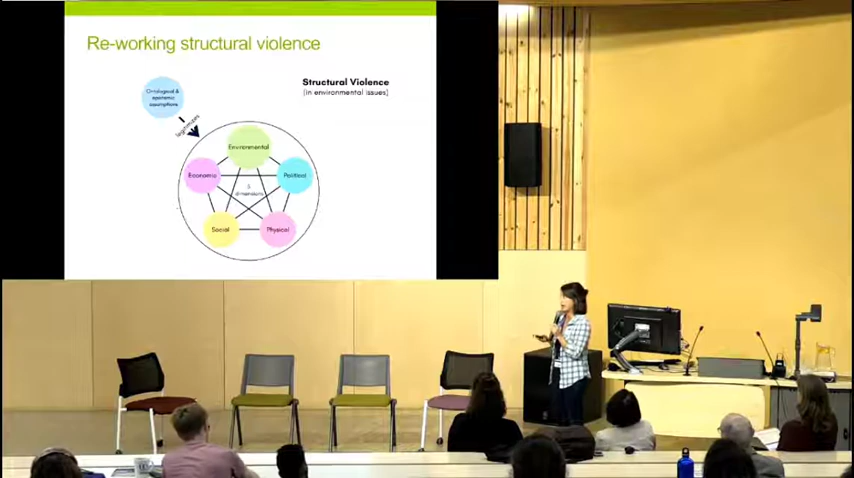 Re-working structural violence
Structural Violence
(in environmental issues)
Ontological &
epistemic
assumptions
legitimizes
Environmental
Economic
Political
5
dimensions
Social
Physical